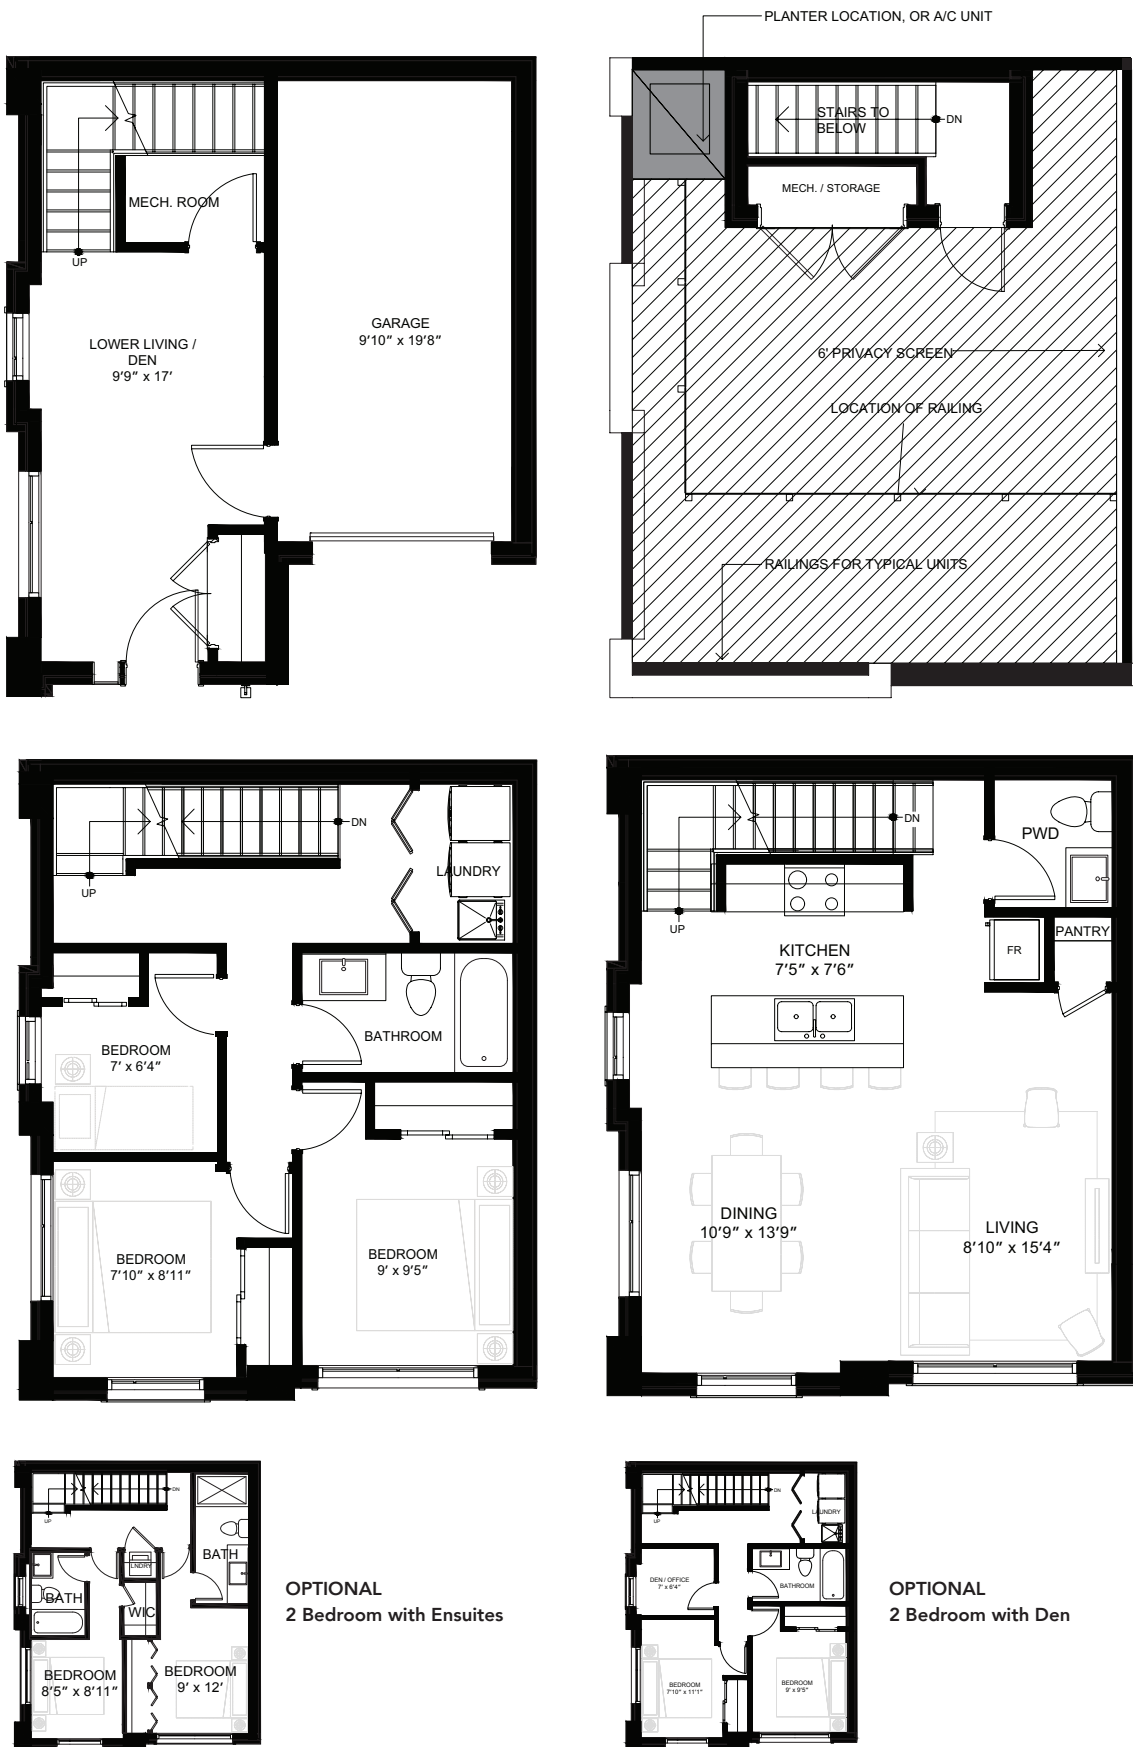 PLANTER LOCATION, OR A/C UNIT
MECH. ROOM
UP
LOWER LIVING /
DEN
9'9" x 17'
GARAGE
9'10" x 19'8"
STAIRS TO
BELOW
DN
MECH. / STORAGE
6' PRIVACY SCREEN
LOCATION OF RAILING
RAILINGS FOR TYPICAL UNITS
DN
UP
LAUNDRY
BEDROOM
7' x 6'4"
BATHROOM
BEDROOM
7'10" x 8'11"
BEDROOM
9' x 9'5"
DN
UP
PWD
KITCHEN
7'5" x 7'6"
FR
PANTRY
DINING
10'9" x 13'9"
LIVING
8'10" x 15'4"
DN
UP
BATH
LNDRY
BATH
WIC
BEDROOM
8'5" x 8'11"
BEDROOM
9' x 12'
OPTIONAL
2 Bedroom with Ensuites
DN
UP
LAUNDRY
DEN / OFFICE
7' x 6'4"
BATHROOM
BEDROOM
7'10" x 11'1"
BEDROOM
9' x 9'5"
OPTIONAL
2 Bedroom with Den